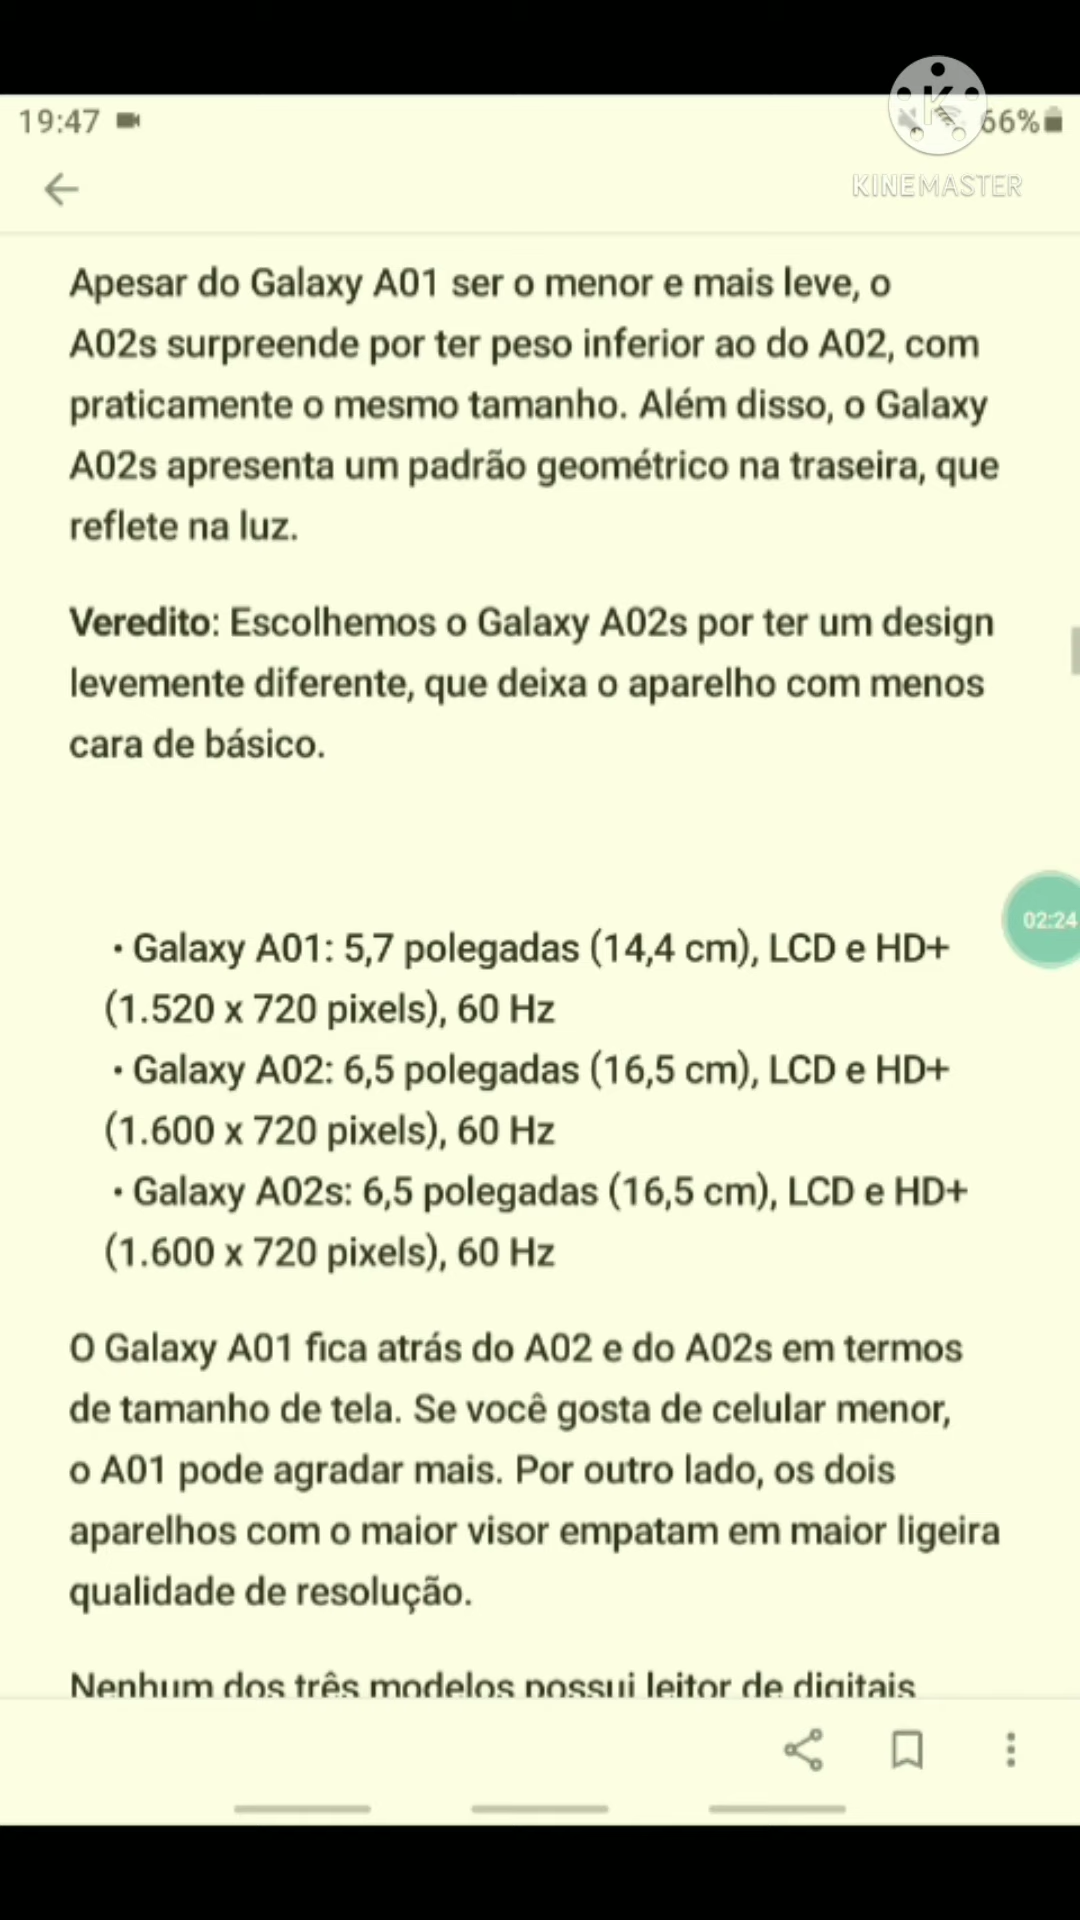 19:47
66%
KINEMASTER
Apesar do Galaxy A01 ser o menor e mais leve, o
A02s surpreende por ter peso inferior ao do A02, com
praticamente o mesmo tamanho. Além disso, o Galaxy
A02s apresenta um padrão geométrico na traseira, que
reflete na luz.
Veredito: Escolhemos o Galaxy A02s por ter um design
levemente diferente, que deixa o aparelho com menos
cara de básico.
02:24
• Galaxy A01: 5,7 polegadas (14,4 cm), LCD e HD+
(1.520 x 720 pixels), 60 Hz
• Galaxy A02: 6,5 polegadas (16,5 cm), LCD e HD+
(1.600 x 720 pixels), 60 Hz
• Galaxy A02s: 6,5 polegadas (16,5 cm), LCD e HD+
(1.600 x 720 pixels), 60 Hz
O Galaxy A01 fica atrás do A02 e do A02s em termos
de tamanho de tela. Se você gosta de celular menor,
o A01 pode agradar mais. Por outro lado, os dois
aparelhos com o maior visor empatam em maior ligeira
qualidade de resolução.
Nenhum dos três modelos possui leitor de digitais